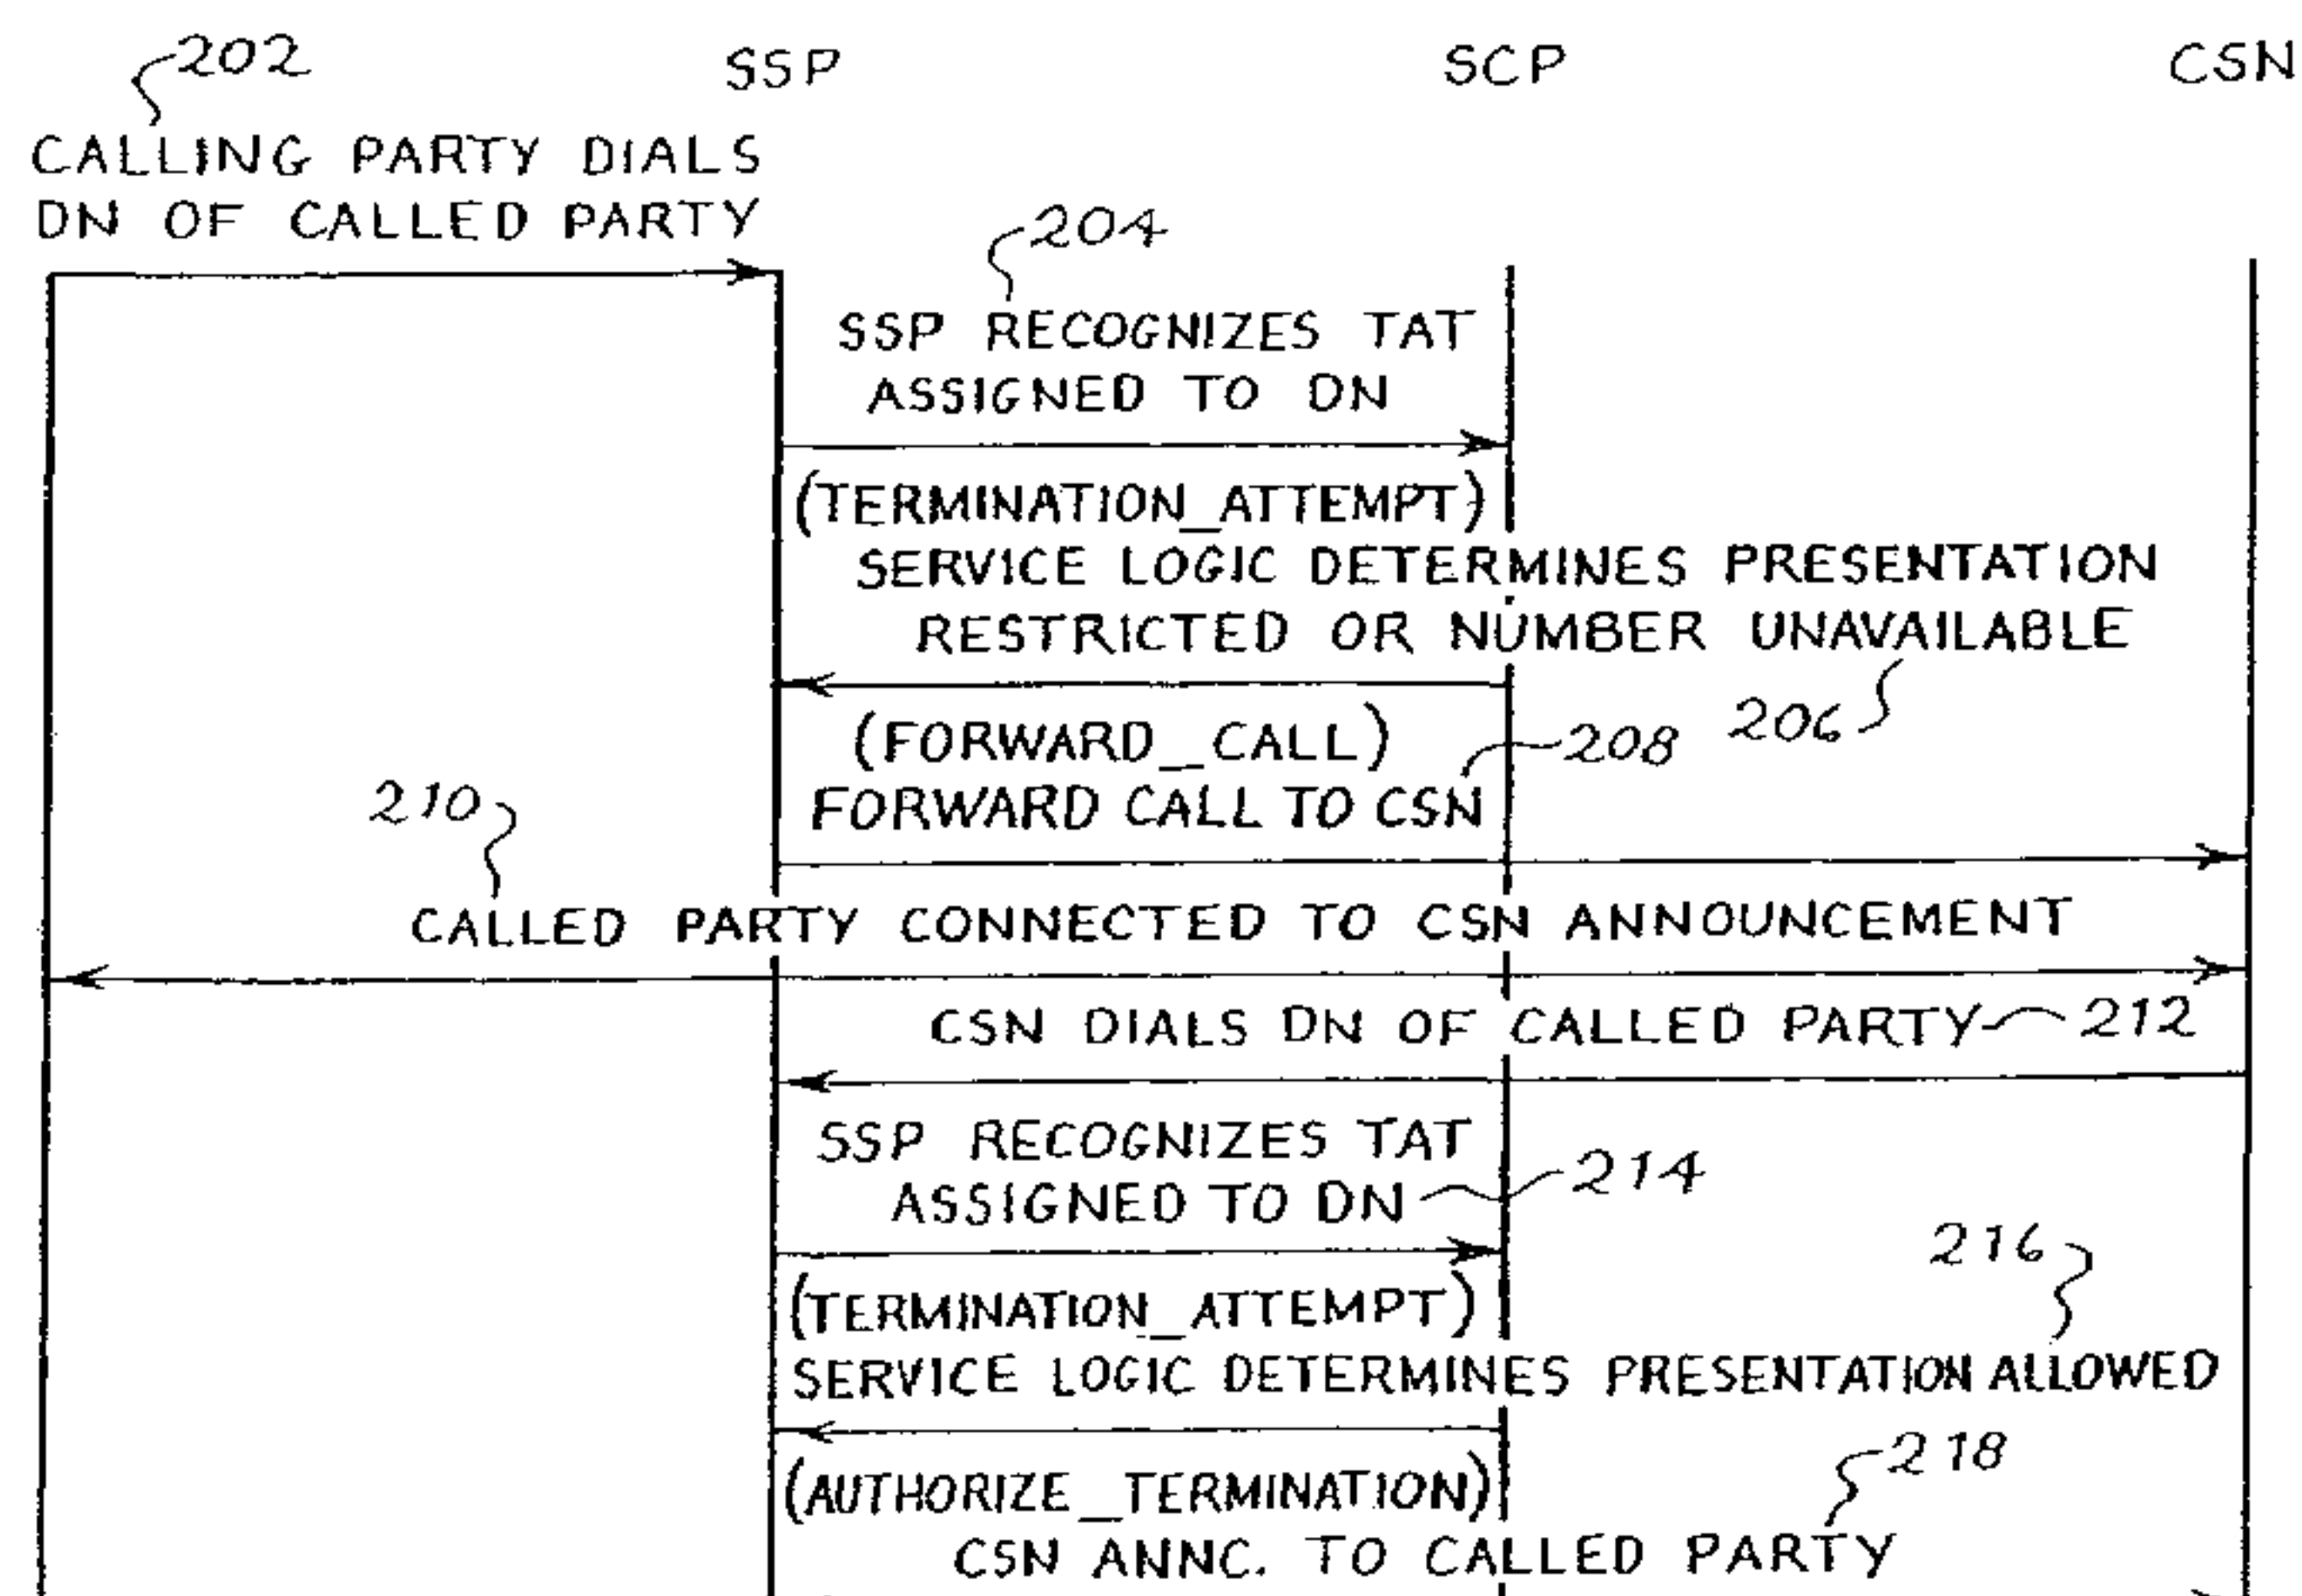 202
SSP
SCP
CSN
CALLING PARTY DIALS
DN OF CALLED PARTY
204
SSP RECOGNIZES TAT
ASSIGNED TO DN
(TERMINATION_ATTEMPT)
SERVICE LOGIC DETERMINES PRESENTATION
RESTRICTED OR NUMBER UNAVAILABLE
206
(FORWARD_CALL)
208
FORWARD CALL TO CSN
210
CALLED PARTY CONNECTED TO CSN ANNOUNCEMENT
CSN DIALS DN OF CALLED PARTY
212
SSP RECOGNIZES TAT
ASSIGNED TO DN
214
216
(TERMINATION_ATTEMPT)
SERVICE LOGIC DETERMINES PRESENTATION ALLOWED
218
(AUTHORIZE_TERMINATION)
CSN ANNC. TO CALLED PARTY